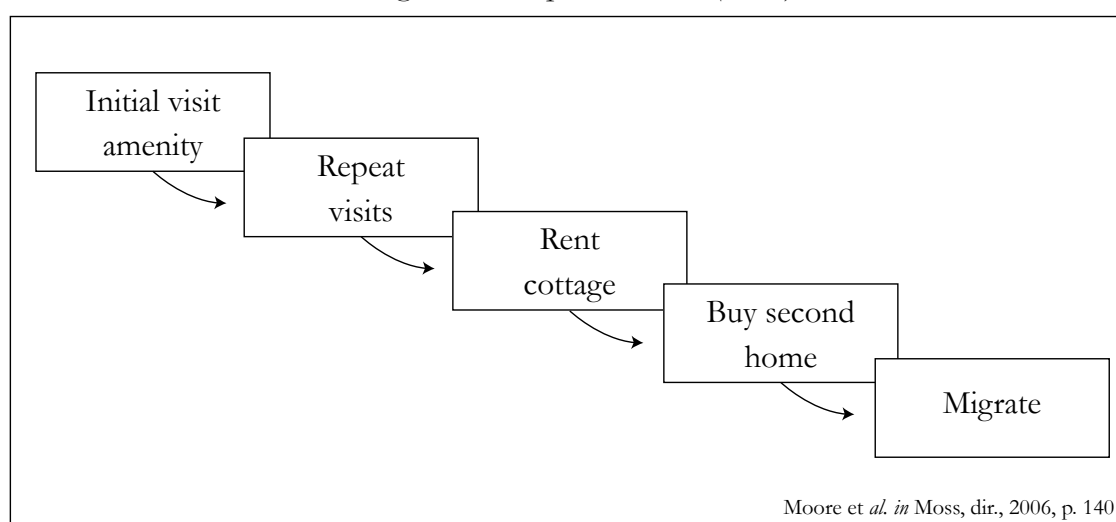 Initial visit
amenity
Repeat
visits
Rent
cottage
Buy second
home
Migrate
Moore et al. in Moss, dir., 2006, p. 140